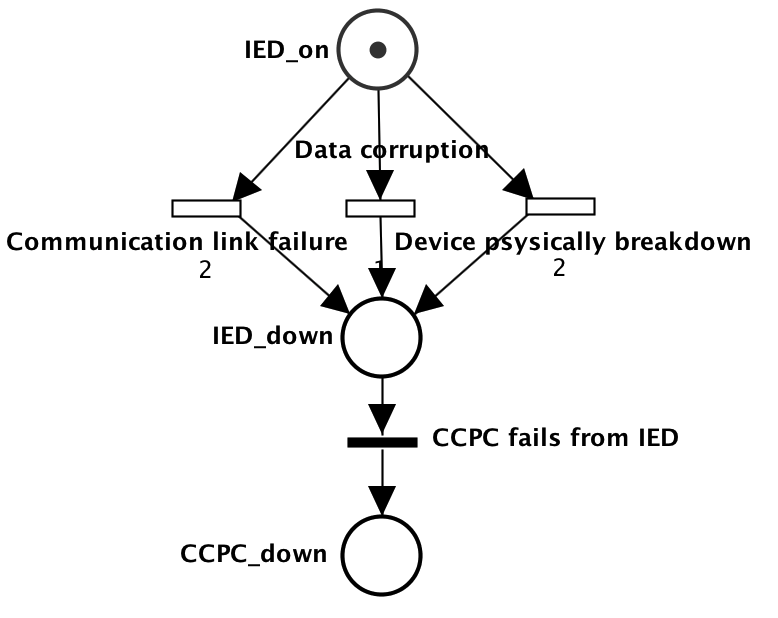 IED_on
Data corruption
Communication link failure
Device psysically breakdown
2
1
2
IED_down
CCPC fails from IED
CCPC_down